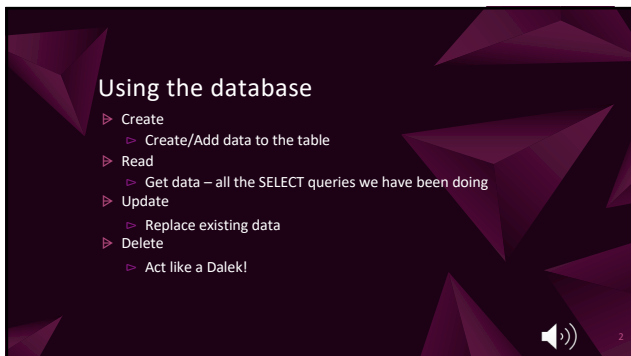 Using the database
Create
Create/Add data to the table
Read
Get data – all the SELECT queries we have been doing
Update
Replace existing data
Delete
Act like a Dalek!
2